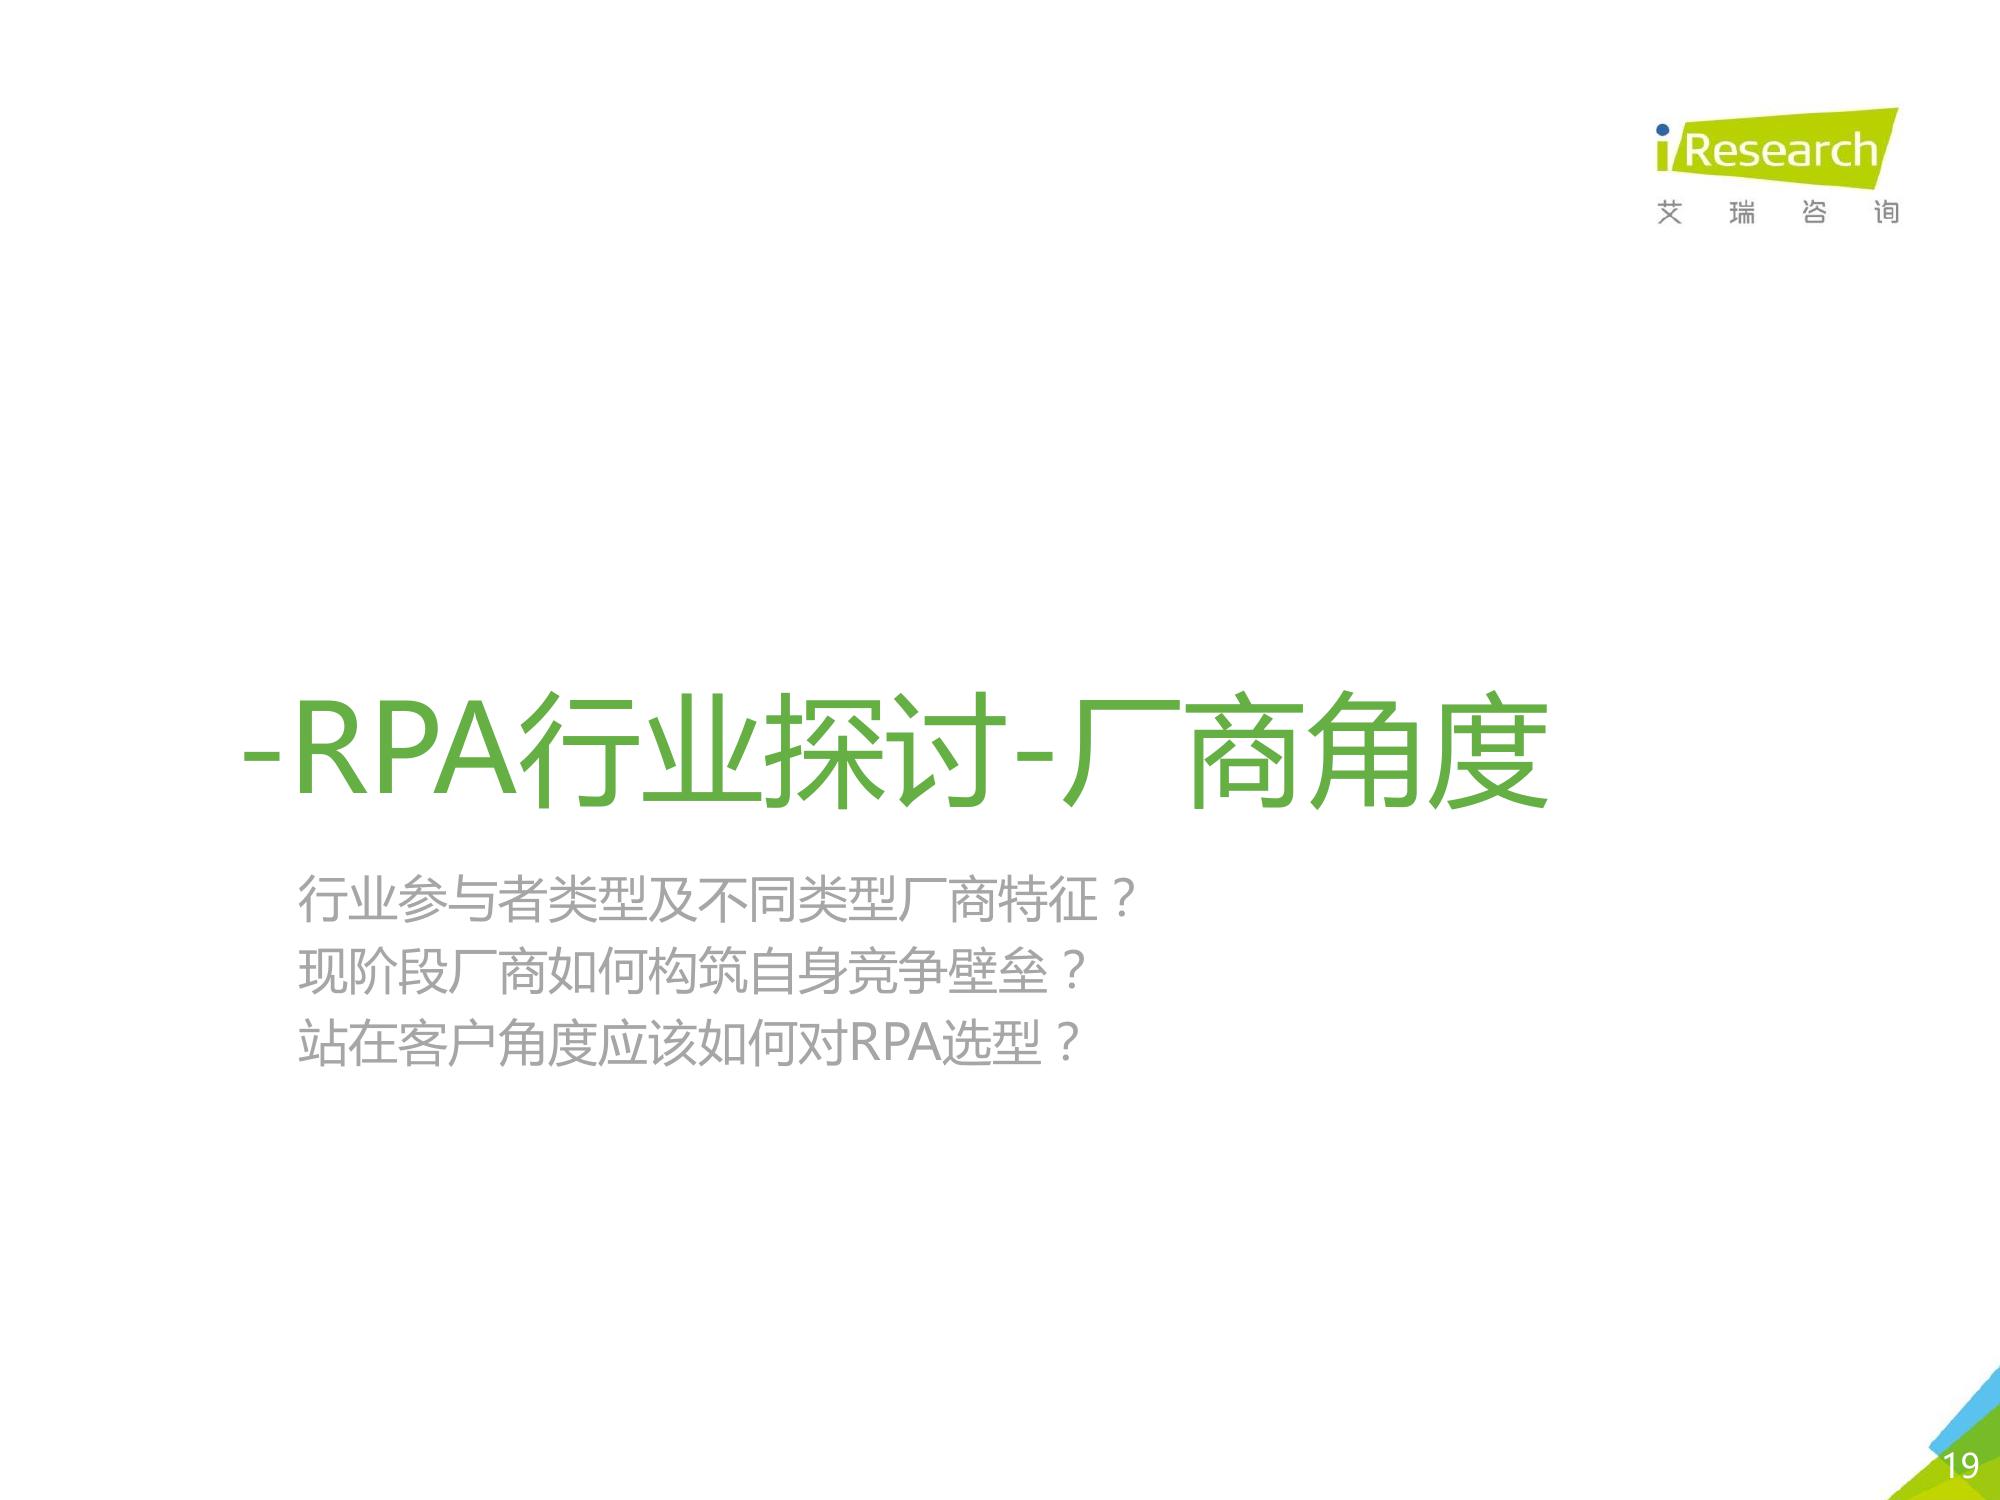 iResearch
艾瑞咨询
-RPA行业探讨-厂商角度
行业参与者类型及不同类型厂商特征？
现阶段厂商如何构筑自身竞争壁垒？
站在客户角度应该如何对RPA选型？
19